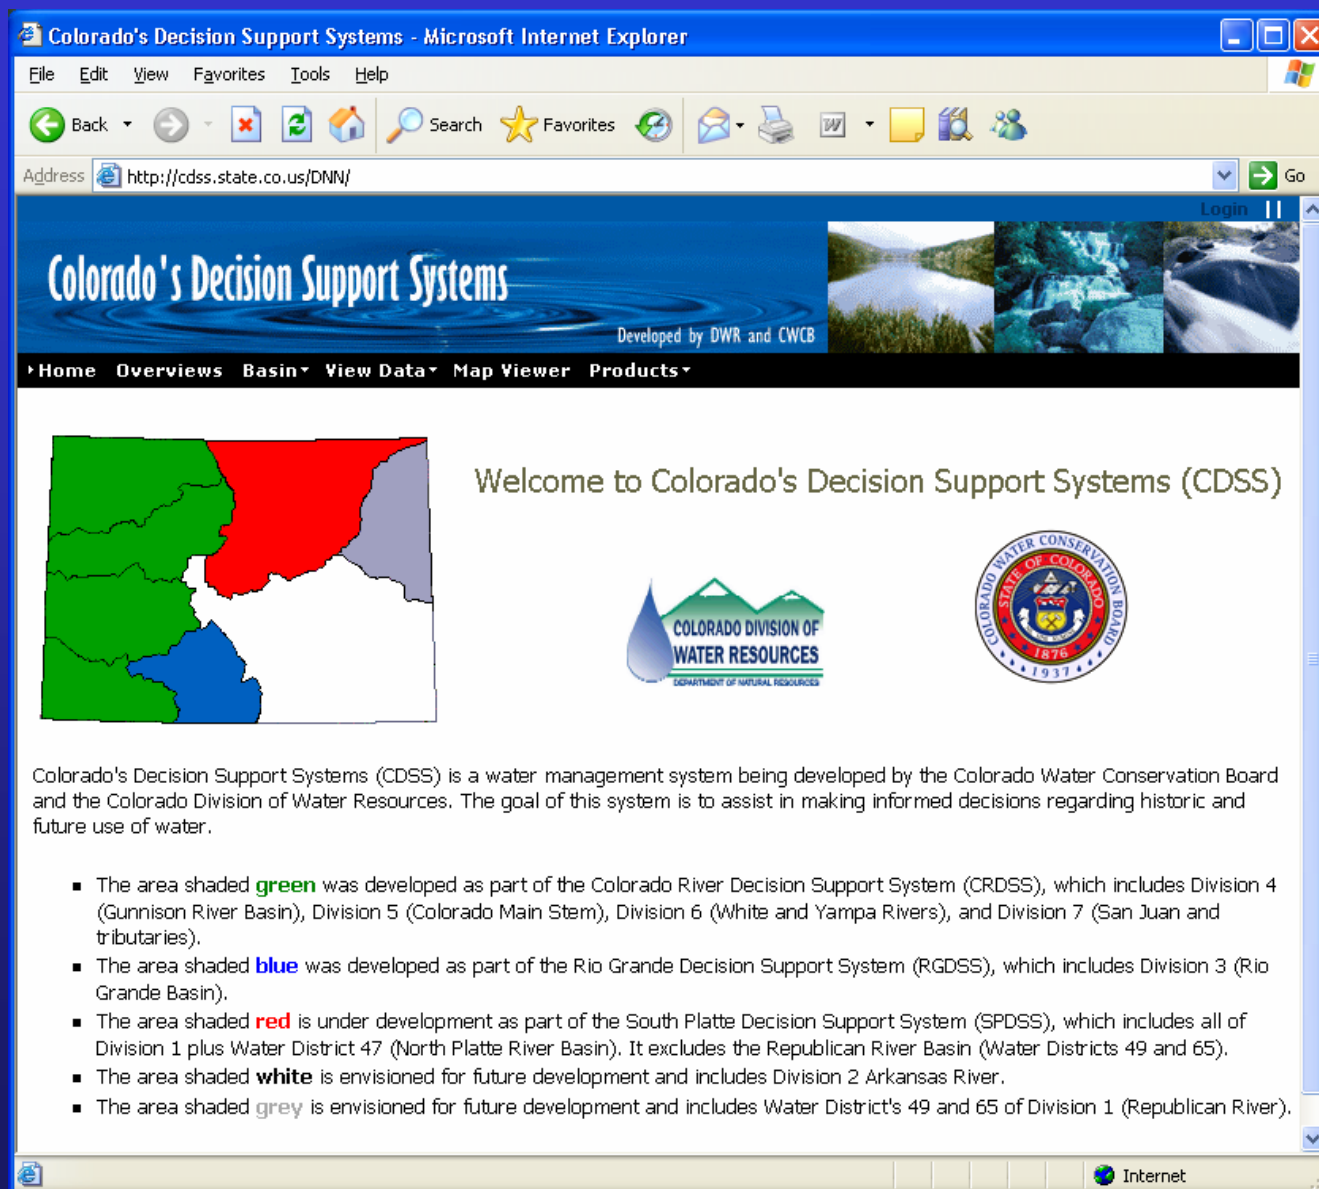 Colorado's Decision Support Systems - Microsoft Internet Explorer
File Edit View Favorites Tools Help
Back Search Favorites
Address http://cdss.state.co.us/DNN/ Go
Login ||
Colorado's Decision Support Systems
Developed by DWR and CWCB
Home Overviews Basin View Data Map Viewer Products
Welcome to Colorado's Decision Support Systems (CDSS)
COLORADO DIVISION OF
WATER RESOURCES
DEPARTMENT OF NATURAL RESOURCES
COLORADO WATER CONSERVATION BOARD
STATE OF COLORADO
1876
1937
Colorado's Decision Support Systems (CDSS) is a water management system being developed by the Colorado Water Conservation Board
and the Colorado Division of Water Resources. The goal of this system is to assist in making informed decisions regarding historic and
future use of water.
The area shaded green was developed as part of the Colorado River Decision Support System (CRDSS), which includes Division 4
(Gunnison River Basin), Division 5 (Colorado Main Stem), Division 6 (White and Yampa Rivers), and Division 7 (San Juan and
tributaries).
The area shaded blue was developed as part of the Rio Grande Decision Support System (RGDSS), which includes Division 3 (Rio
Grande Basin).
The area shaded red is under development as part of the South Platte Decision Support System (SPDSS), which includes all of
Division 1 plus Water District 47 (North Platte River Basin). It excludes the Republican River Basin (Water Districts 49 and 65).
The area shaded white is envisioned for future development and includes Division 2 Arkansas River.
The area shaded grey is envisioned for future development and includes Water District's 49 and 65 of Division 1 (Republican River).
Internet